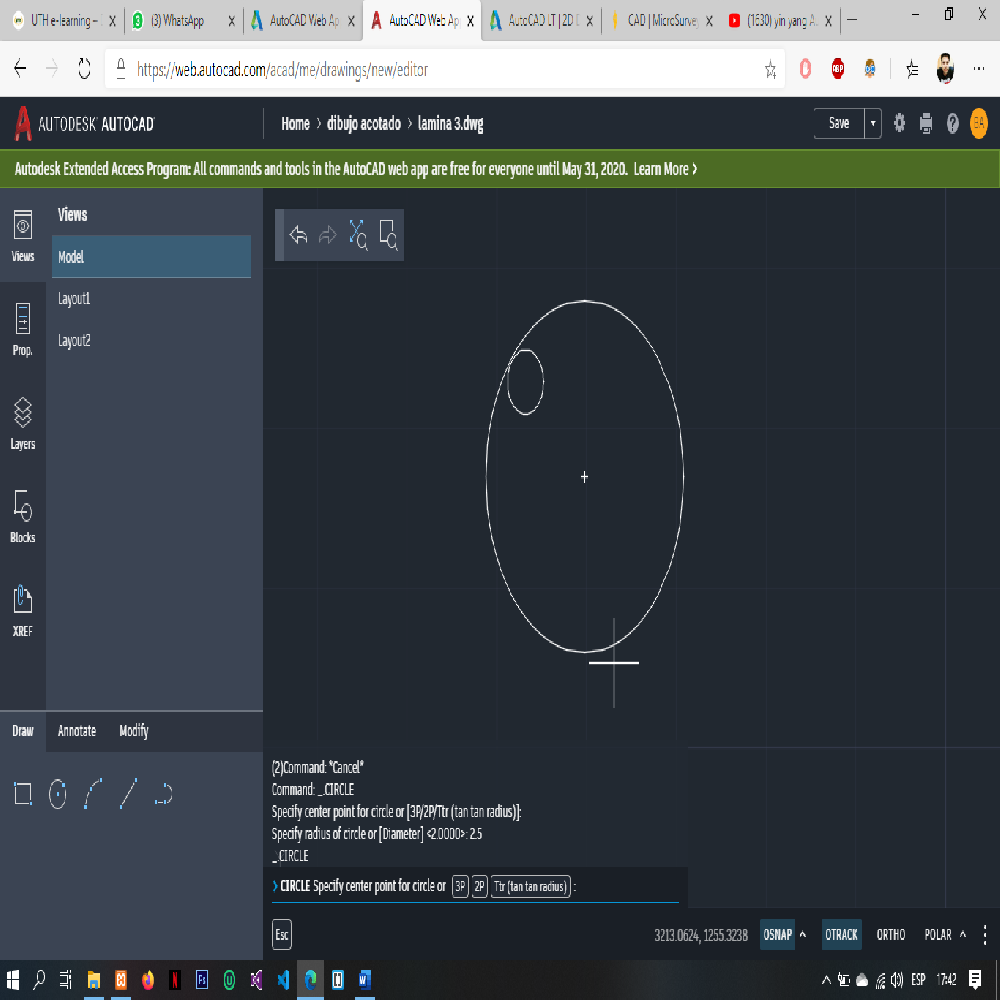 UTH e-learning –
(3) WhatsApp
AutoCAD Web Ap
AutoCAD Web Ap
AutoCAD LT | 2D D
CAD | MicroSurvey
(1630) yin yang A
https://web.autocad.com/acad/me/drawings/new/editor
ABP
AUTODESK® AUTOCAD®
Home > dibujo acotado > lamina 3.dwg
Save
BA
Autodesk Extended Access Program: All commands and tools in the AutoCAD web app are free for everyone until May 31, 2020. Learn More >
Views
Views
Model
Layout1
Layout2
Prop.
Layers
Blocks
XREF
Draw
Annotate
Modify
(2)Command: *Cancel*
Command: _.CIRCLE
Specify center point for circle or [3P/2P/Ttr (tan tan radius)]:
Specify radius of circle or [Diameter] <2.0000>: 2.5
_.CIRCLE
CIRCLE Specify center point for circle or 3P 2P Ttr (tan tan radius) :
Esc
3213.0624, 1255.3238
OSNAP
OTRACK
ORTHO
POLAR
ESP
17:42